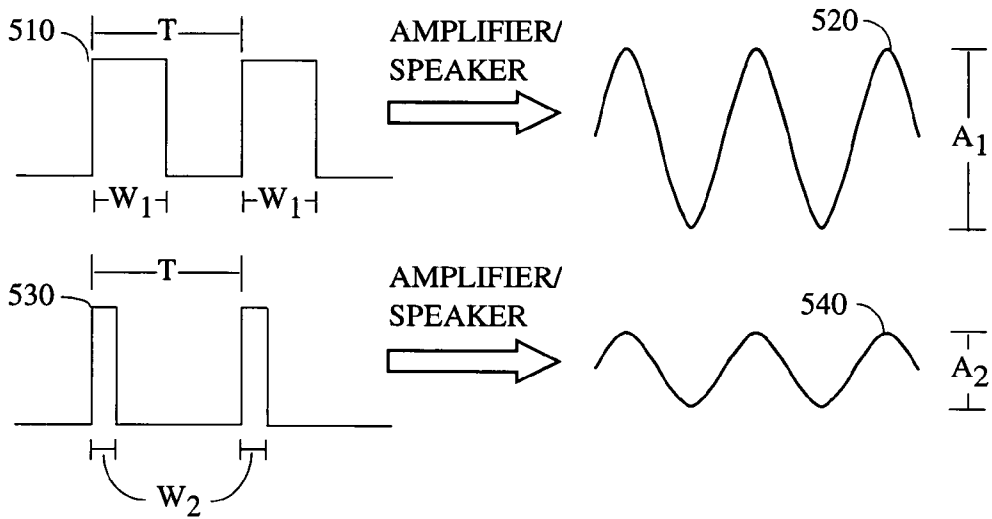 510
T
AMPLIFIER/
SPEAKER
520
A1
W1
W1
530
T
AMPLIFIER/
SPEAKER
540
A2
W2